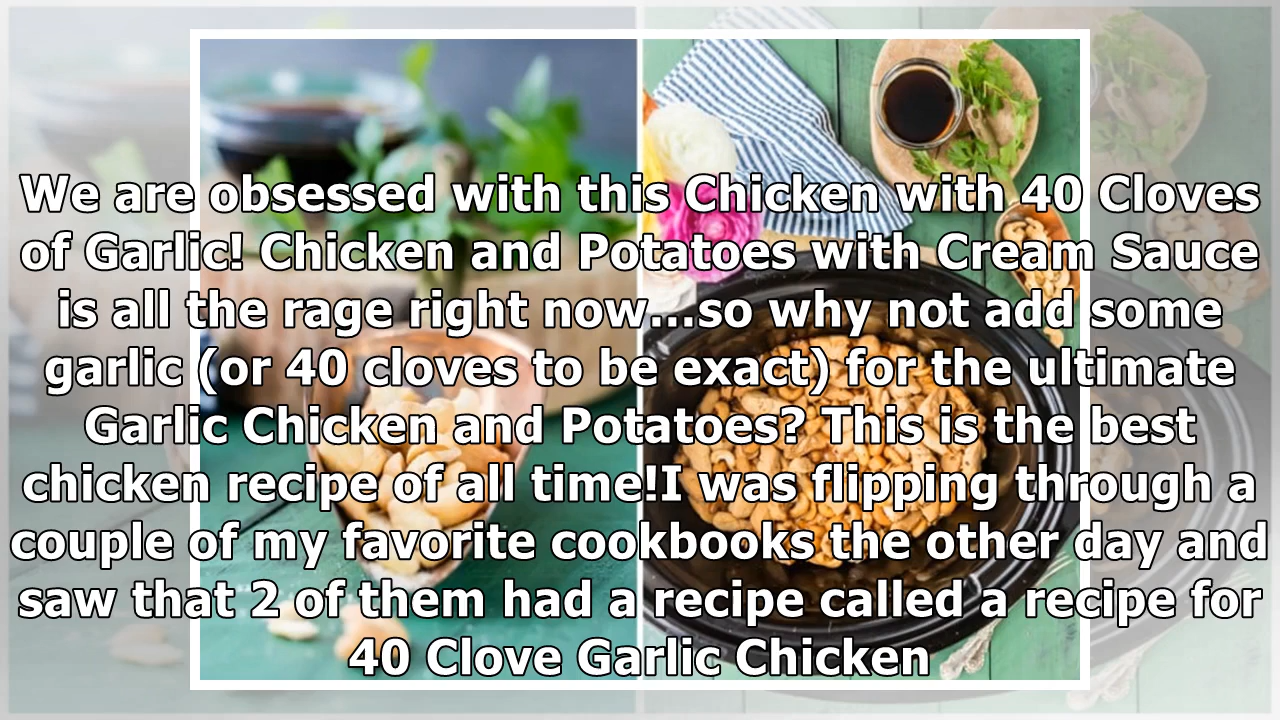 We are obsessed with this Chicken with 40 Cloves
of Garlic! Chicken and Potatoes with Cream Sauce
is all the rage right now...so why not add some
garlic (or 40 cloves to be exact) for the ultimate
Garlic Chicken and Potatoes? This is the best
chicken recipe of all time!I was flipping through a
couple of my favorite cookbooks the other day and
saw that 2 of them had a recipe called a recipe for
40 Clove Garlic Chicken